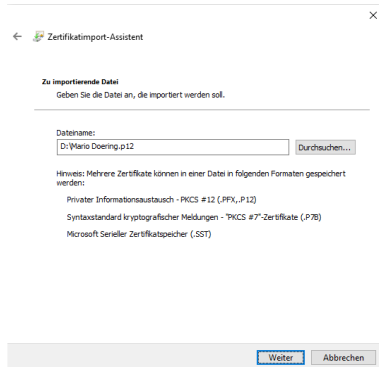 Zertifikatimport-Assistent
Zu importierende Datei
Geben Sie die Datei an, die importiert werden soll.
Dateiname:
D:\Mario Doering.p12
Durchsuchen...
Hinweis: Mehrere Zertifikate können in einer Datei in folgenden Formaten gespeichert
werden:
Privater Informationsaustausch - PKCS #12 (.PFX,.P12)
Syntaxstandard kryptografischer Meldungen - "PKCS #7"-Zertifikate (.P7B)
Microsoft Serieller Zertifikatspeicher (.SST)
Weiter
Abbrechen